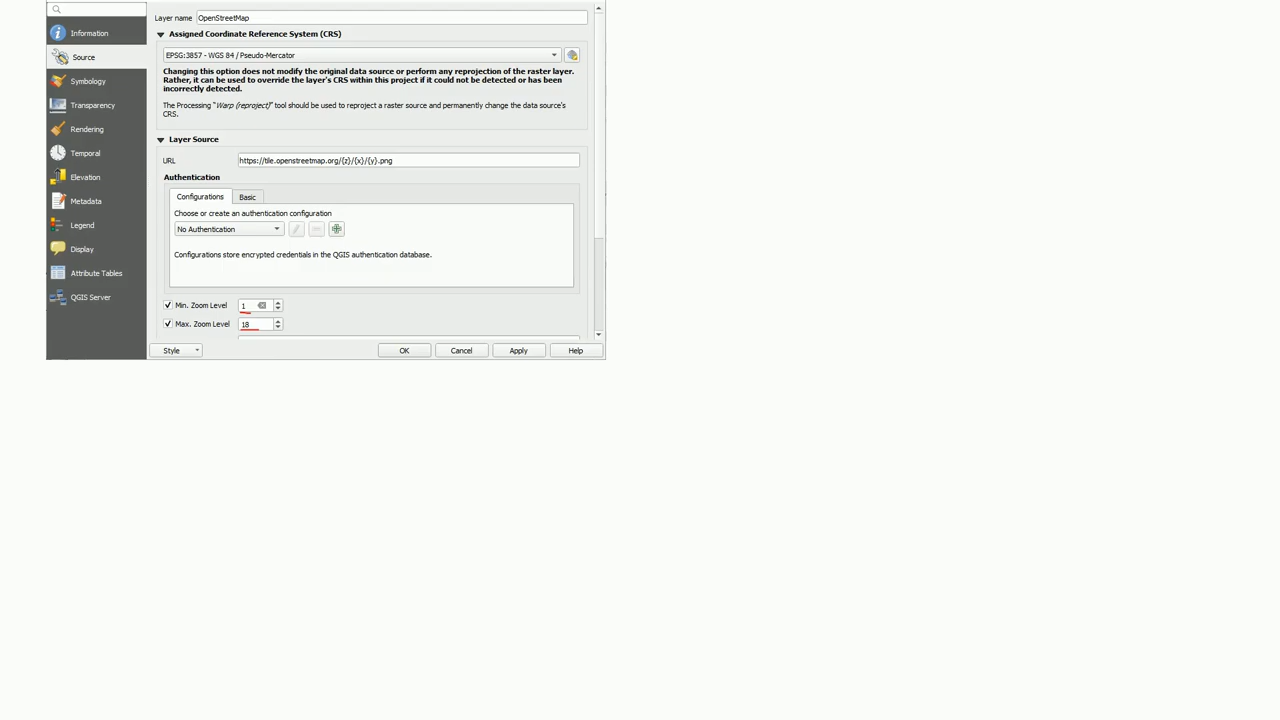 Layer name OpenStreetMap
Information
Assigned Coordinate Reference System (CRS)
Source
EPSG:3857 - WGS 84 / Pseudo-Mercator
Symbology
Changing this option does not modify the original data source or perform any reprojection of the raster layer.
Rather, it can be used to override the layer's CRS within this project if it could not be detected or has been
incorrectly detected.
Transparency
The Processing "Warp (reproject)" tool should be used to reproject a raster source and permanently change the data source's
CRS.
Rendering
Layer Source
Temporal
URL https://tile.openstreetmap.org/{z}/{x}/{y}.png
Elevation
Authentication
Metadata
Configurations Basic
Choose or create an authentication configuration
Legend
No Authentication
Display
Configurations store encrypted credentials in the QGIS authentication database.
Attribute Tables
QGIS Server
Min. Zoom Level 1
Max. Zoom Level 18
Style OK Cancel Apply Help